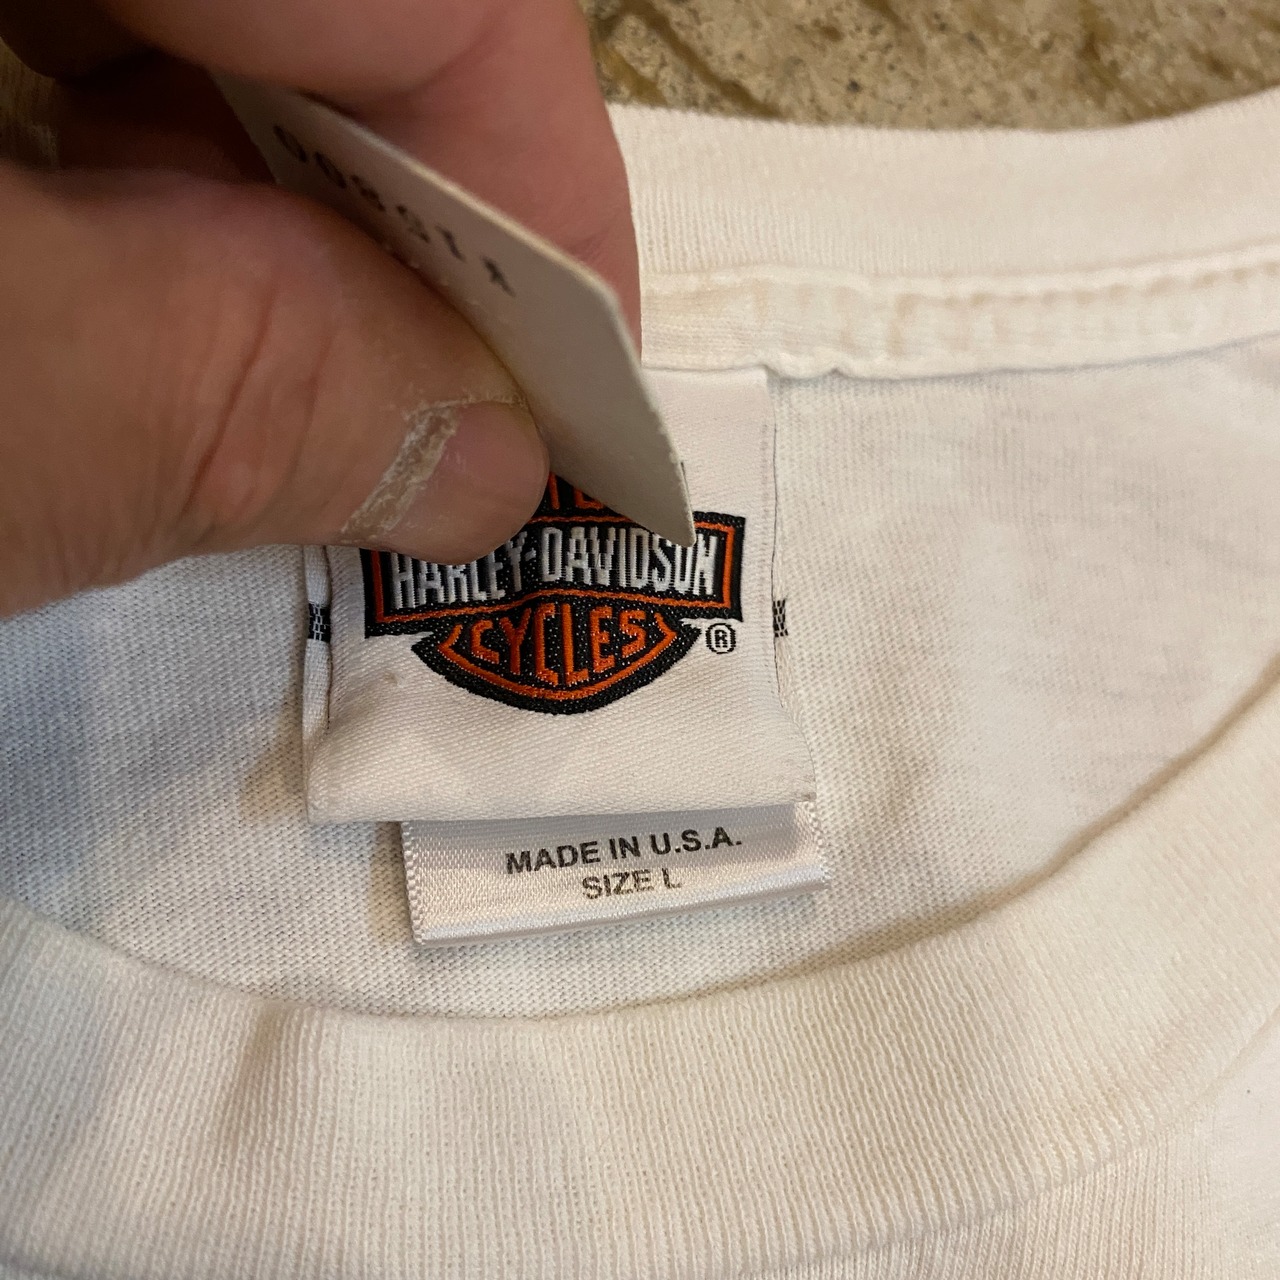 HARLEY-DAVIDSON
CYCLES
®
MADE IN U.S.A.
SIZE L